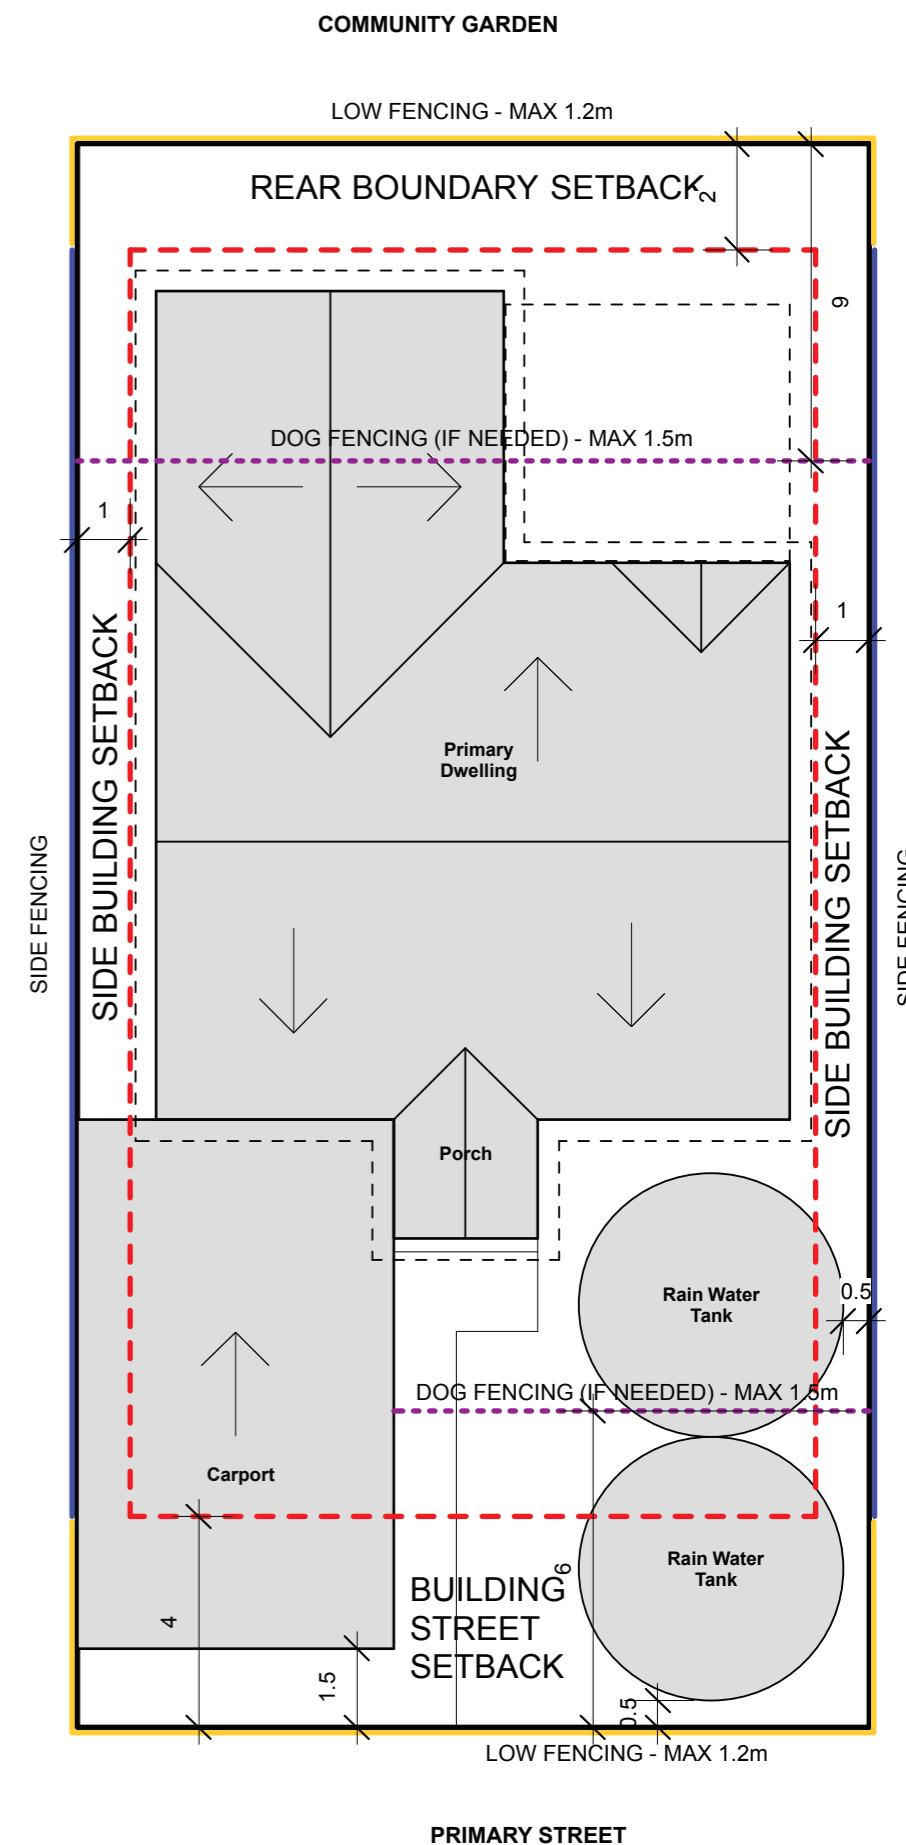 COMMUNITY GARDEN
LOW FENCING - MAX 1.2m
REAR BOUNDARY SETBACK
2
6
DOG FENCING (IF NEEDED) - MAX 1.5m
1
1
SIDE FENCING
SIDE BUILDING SETBACK
Primary
Dwelling
SIDE BUILDING SETBACK
SIDE FENCING
Porch
Rain Water
Tank
0.5
DOG FENCING (IF NEEDED) - MAX 1.5m
Carport
4
1.5
BUILDING
STREET
SETBACK
6
Rain Water
Tank
0.5
LOW FENCING - MAX 1.2m
PRIMARY STREET